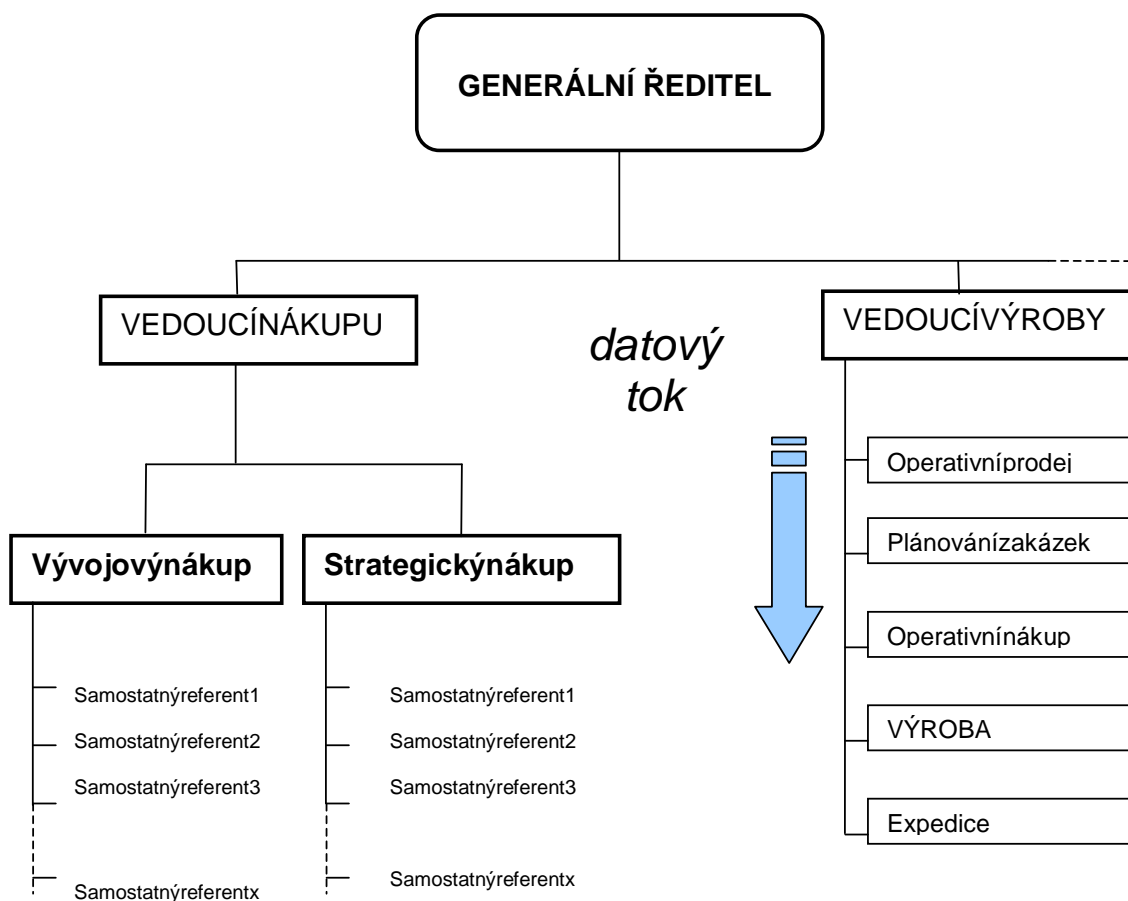 GENERÁLNÍ ŘEDITEL
VEDOUCÍNÁKUPU
datový
tok
VEDOUCÍVÝROBY
Vývojovýnákup
Samostatnýreferent1
Samostatnýreferent2
Samostatnýreferent3
Samostatnýreferentx
Strategickýnákup
Samostatnýreferent1
Samostatnýreferent2
Samostatnýreferent3
Samostatnýreferentx
Operativníprodej
Plánovánízakázek
Operativnínákup
VÝROBA
Expedice